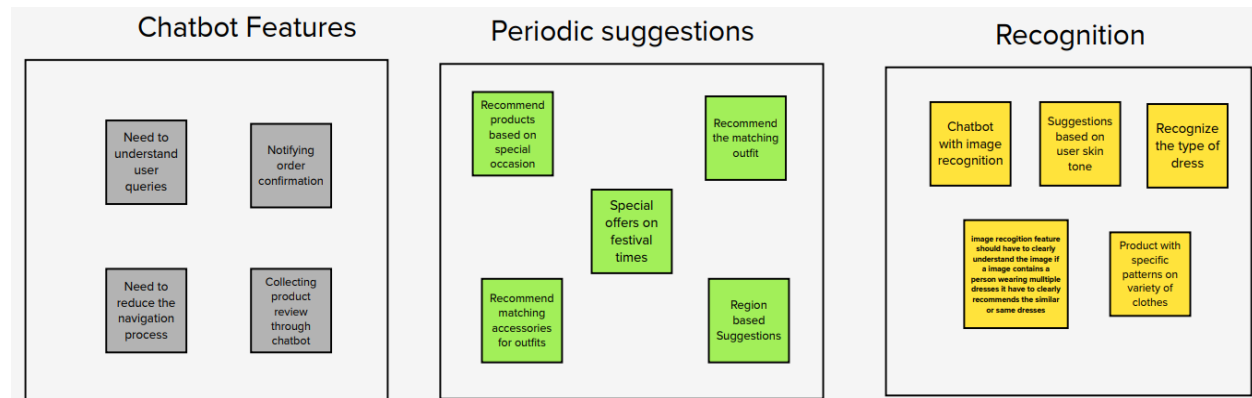 Chatbot Features
Need to
understand
user
queries
Notifying
order
confirmation
Need to
reduce the
navigation
process
Collecting
product
review
through
chatbot
Periodic suggestions
Recommend
products
based on
special
occasion
Recommend
the matching
outfit
Special
offers on
festival
times
Recommend
matching
accessories
for outfits
Region
based
Suggestions
Recognition
Chatbot
with image
recognition
Suggestions
based on
user skin
tone
Recognize
the type of
dress
image recogition feature
should have to clearly
understand the image if
a image contains a
person wearing mulltiple
dresses it have to clearly
recommends the similar
or same dresses
Product with
specific
patterns on
variety of
clothes